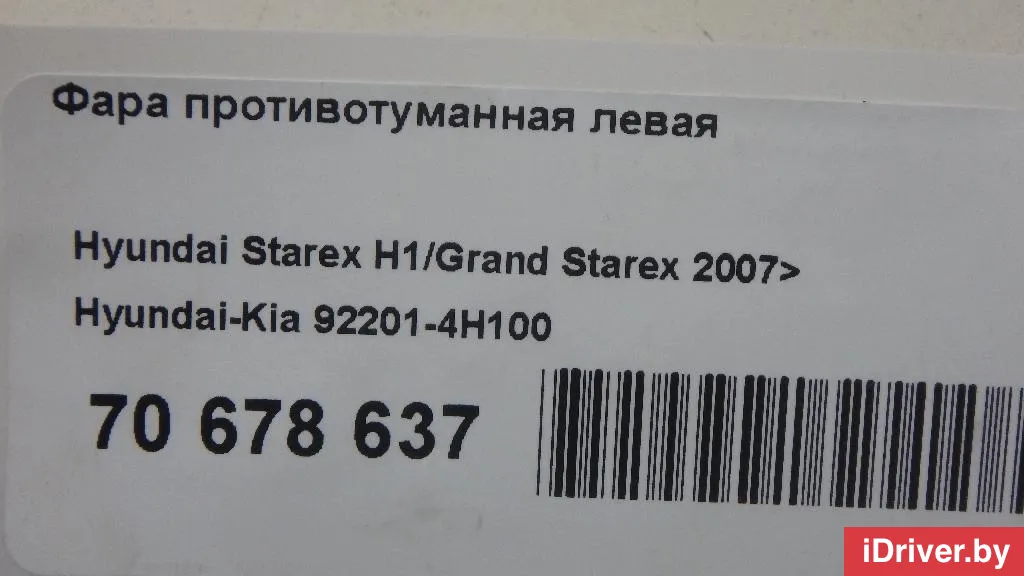 Фара противотуманная левая
Hyundai Starex H1/Grand Starex 2007>
Hyundai-Kia 92201-4H100
70 678 637
iDriver.by